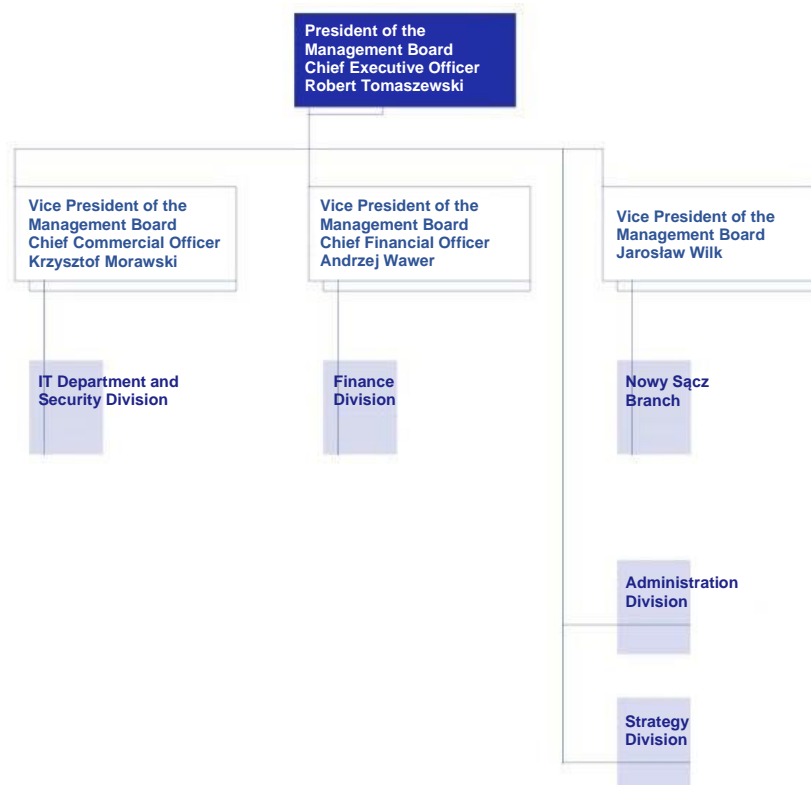 President of the
Management Board
Chief Executive Officer
Robert Tomaszewski
Vice President of the
Management Board
Chief Commercial Officer
Krzysztof Morawski
Vice President of the
Management Board
Chief Financial Officer
Andrzej Wawer
Vice President of the
Management Board
Jarosław Wilk
IT Department and
Security Division
Finance
Division
Nowy Sącz
Branch
Administration
Division
Strategy
Division